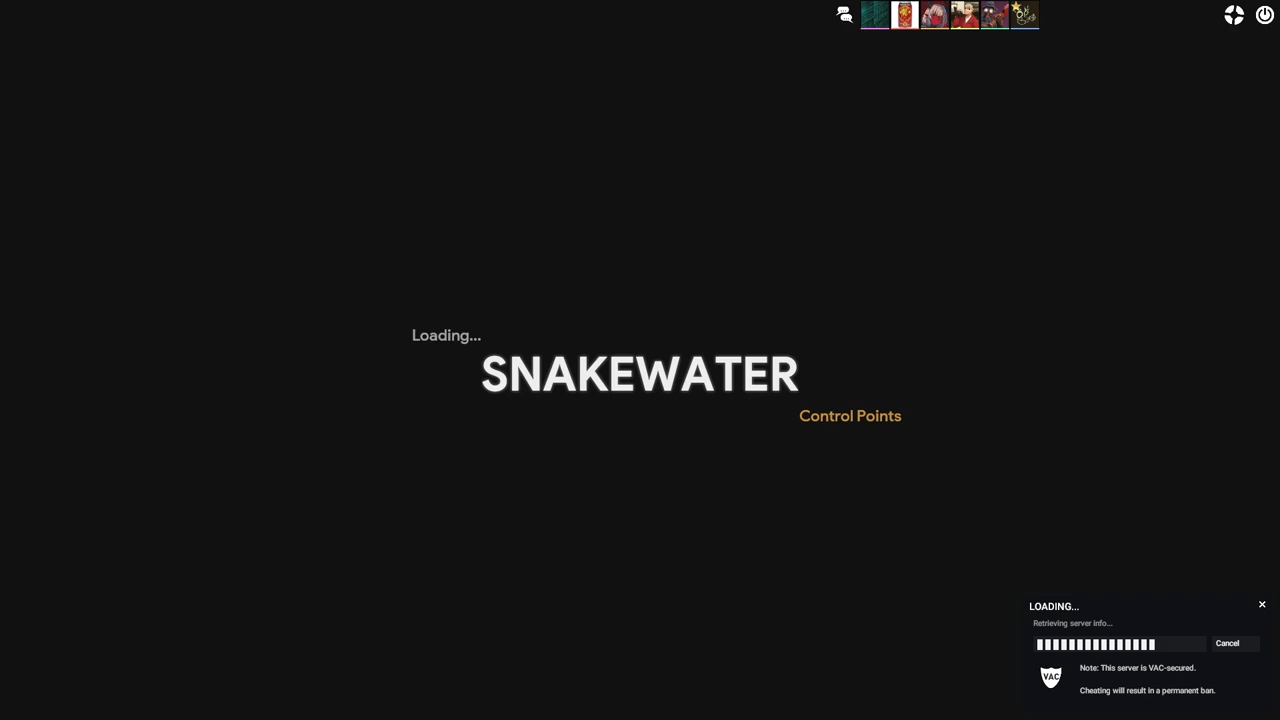 Loading...
SNAKEWATER
Control Points
LOADING...
Retrieving server info...
Cancel
VAC
Note: This server is VAC-secured.
Cheating will result in a permanent ban.